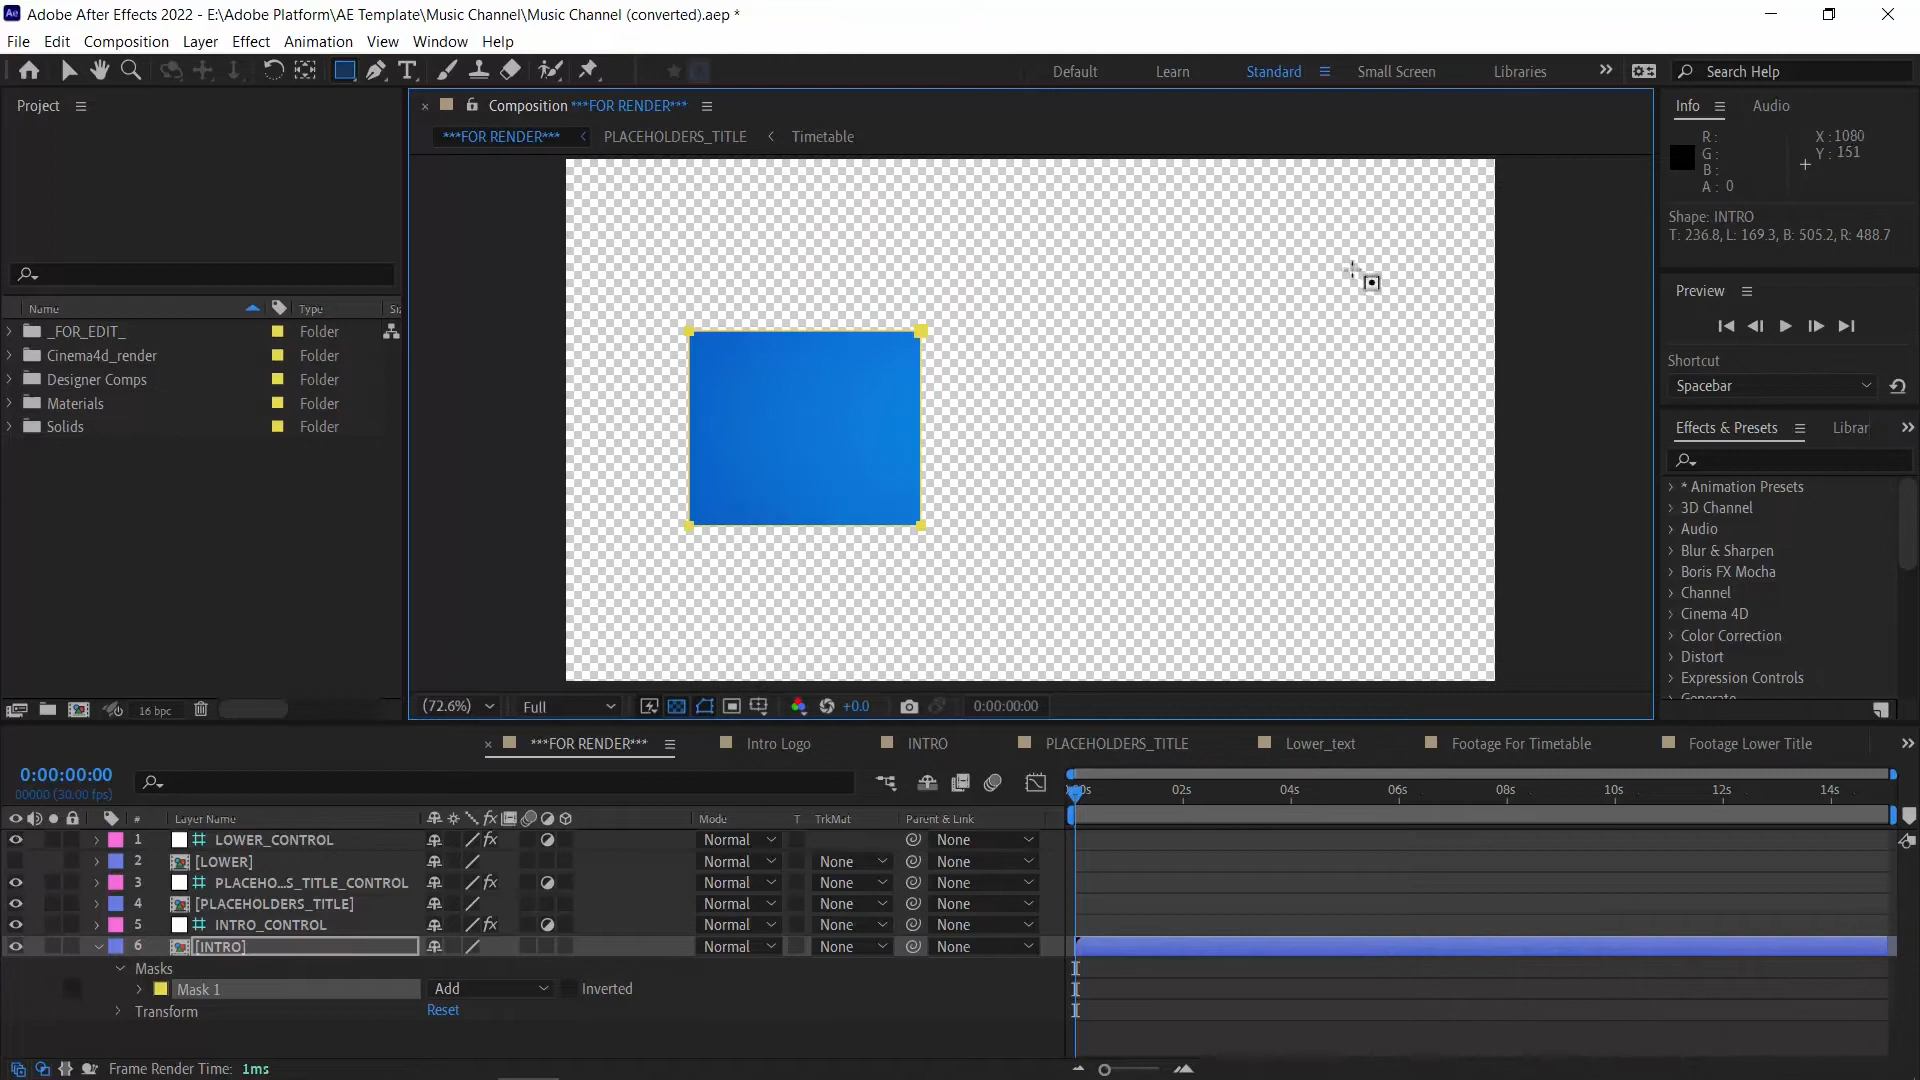 Adobe After Effects 2022 - E:\Adobe Platform\AE Template\Music Channel\Music Channel (converted).aep *
File Edit Composition Layer Effect Animation View Window Help
Default Learn Standard Small Screen Libraries Search Help
Project
Name Type Siz
_FOR_EDIT_ Folder
Cinema4d_render Folder
Designer Comps Folder
Materials Folder
Solids Folder
16 bpc
Composition ***FOR RENDER***
***FOR RENDER*** PLACEHOLDERS_TITLE Timetable
(72.6%) Full +0.0 0:00:00:00
Info Audio
R : X : 1080
G : Y : 151
B :
A : 0
Shape: INTRO
T: 236.8, L: 169.3, B: 505.2, R: 488.7
Preview
Shortcut
Spacebar
Effects & Presets Librar
* Animation Presets
3D Channel
Audio
Blur & Sharpen
Boris FX Mocha
Channel
Cinema 4D
Color Correction
Distort
Expression Controls
Generate
***FOR RENDER*** Intro Logo INTRO PLACEHOLDERS_TITLE Lower_text Footage For Timetable Footage Lower Title
0:00:00:00
00000 (30.00 fps)
02s 04s 06s 08s 10s 12s 14s
# Layer Name Mode T TrkMat Parent & Link
1 LOWER_CONTROL Normal None
2 [LOWER] Normal None None
3 PLACEHO...S_TITLE_CONTROL fx Normal None None
4 [PLACEHOLDERS_TITLE] Normal None None
5 INTRO_CONTROL fx Normal None None
6 [INTRO] Normal None None
Masks
Mask 1 Add Inverted
Transform Reset
Frame Render Time: 1ms